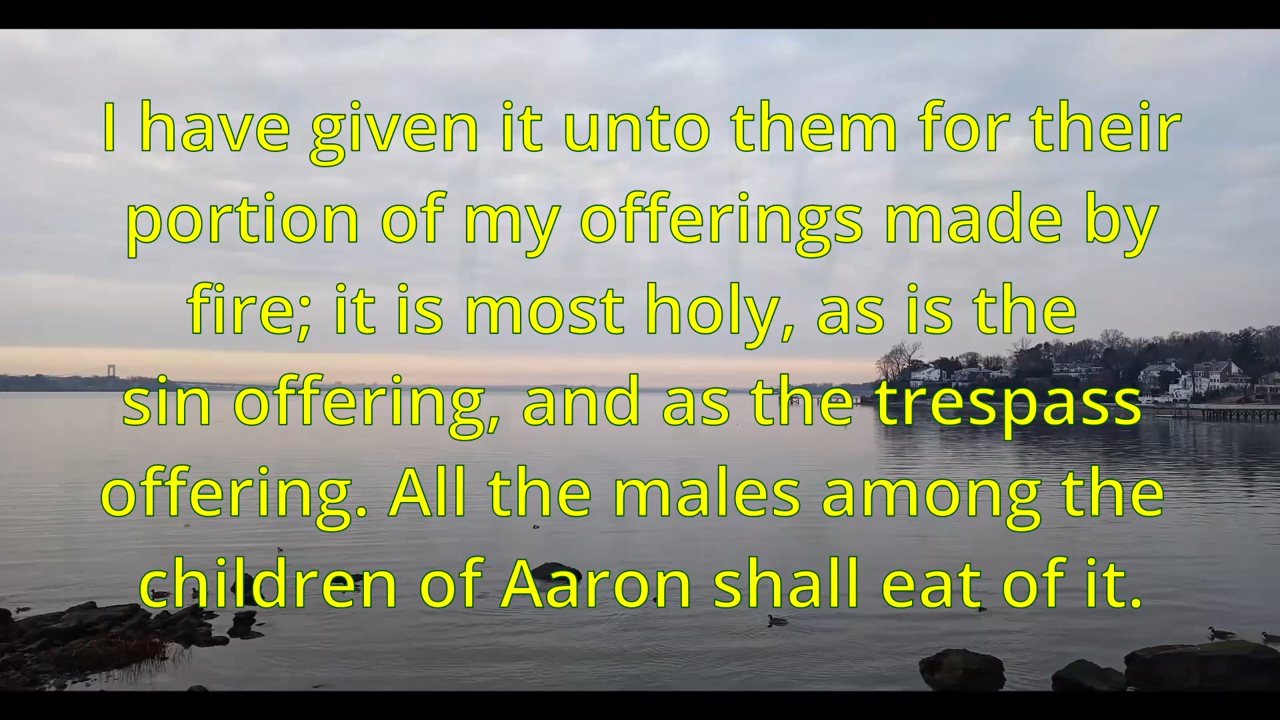 I have given it unto them for their
portion of my offerings made by
fire; it is most holy, as is the
sin offering, and as the trespass
offering. All the males among the
children of Aaron shall eat of it.